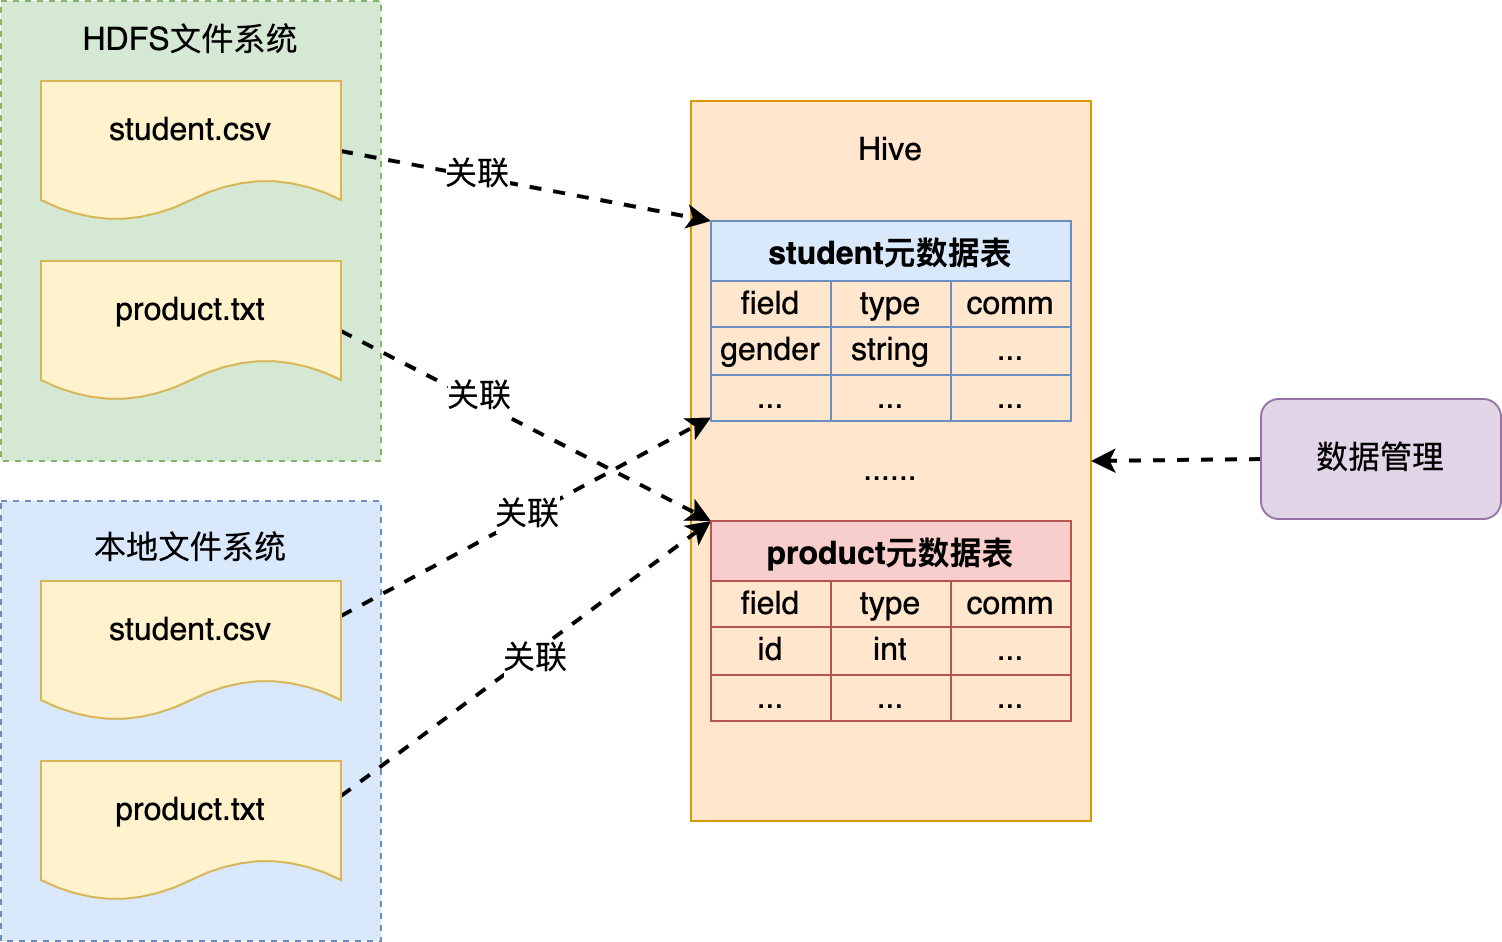 HDFS文件系统
student.csv
product.txt
本地文件系统
student.csv
product.txt
关联
关联
关联
关联
Hive
student元数据表
field type comm
gender string ...
... ... ...
......
product元数据表
field type comm
id int ...
... ... ...
数据管理